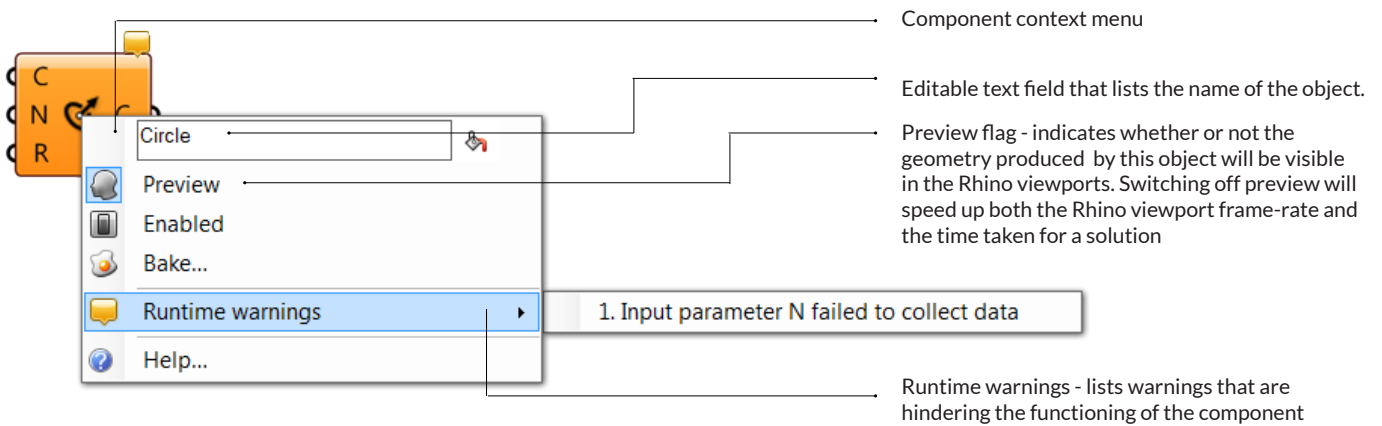 Component context menu
C
N
C
R
Circle
Preview
Enabled
Bake...
Runtime warnings
1. Input parameter N failed to collect data
Help...
Editable text field that lists the name of the object.
Preview flag - indicates whether or not the
geometry produced by this object will be visible
in the Rhino viewports. Switching off preview will
speed up both the Rhino viewport frame-rate and
the time taken for a solution
Runtime warnings - lists warnings that are
hindering the functioning of the component